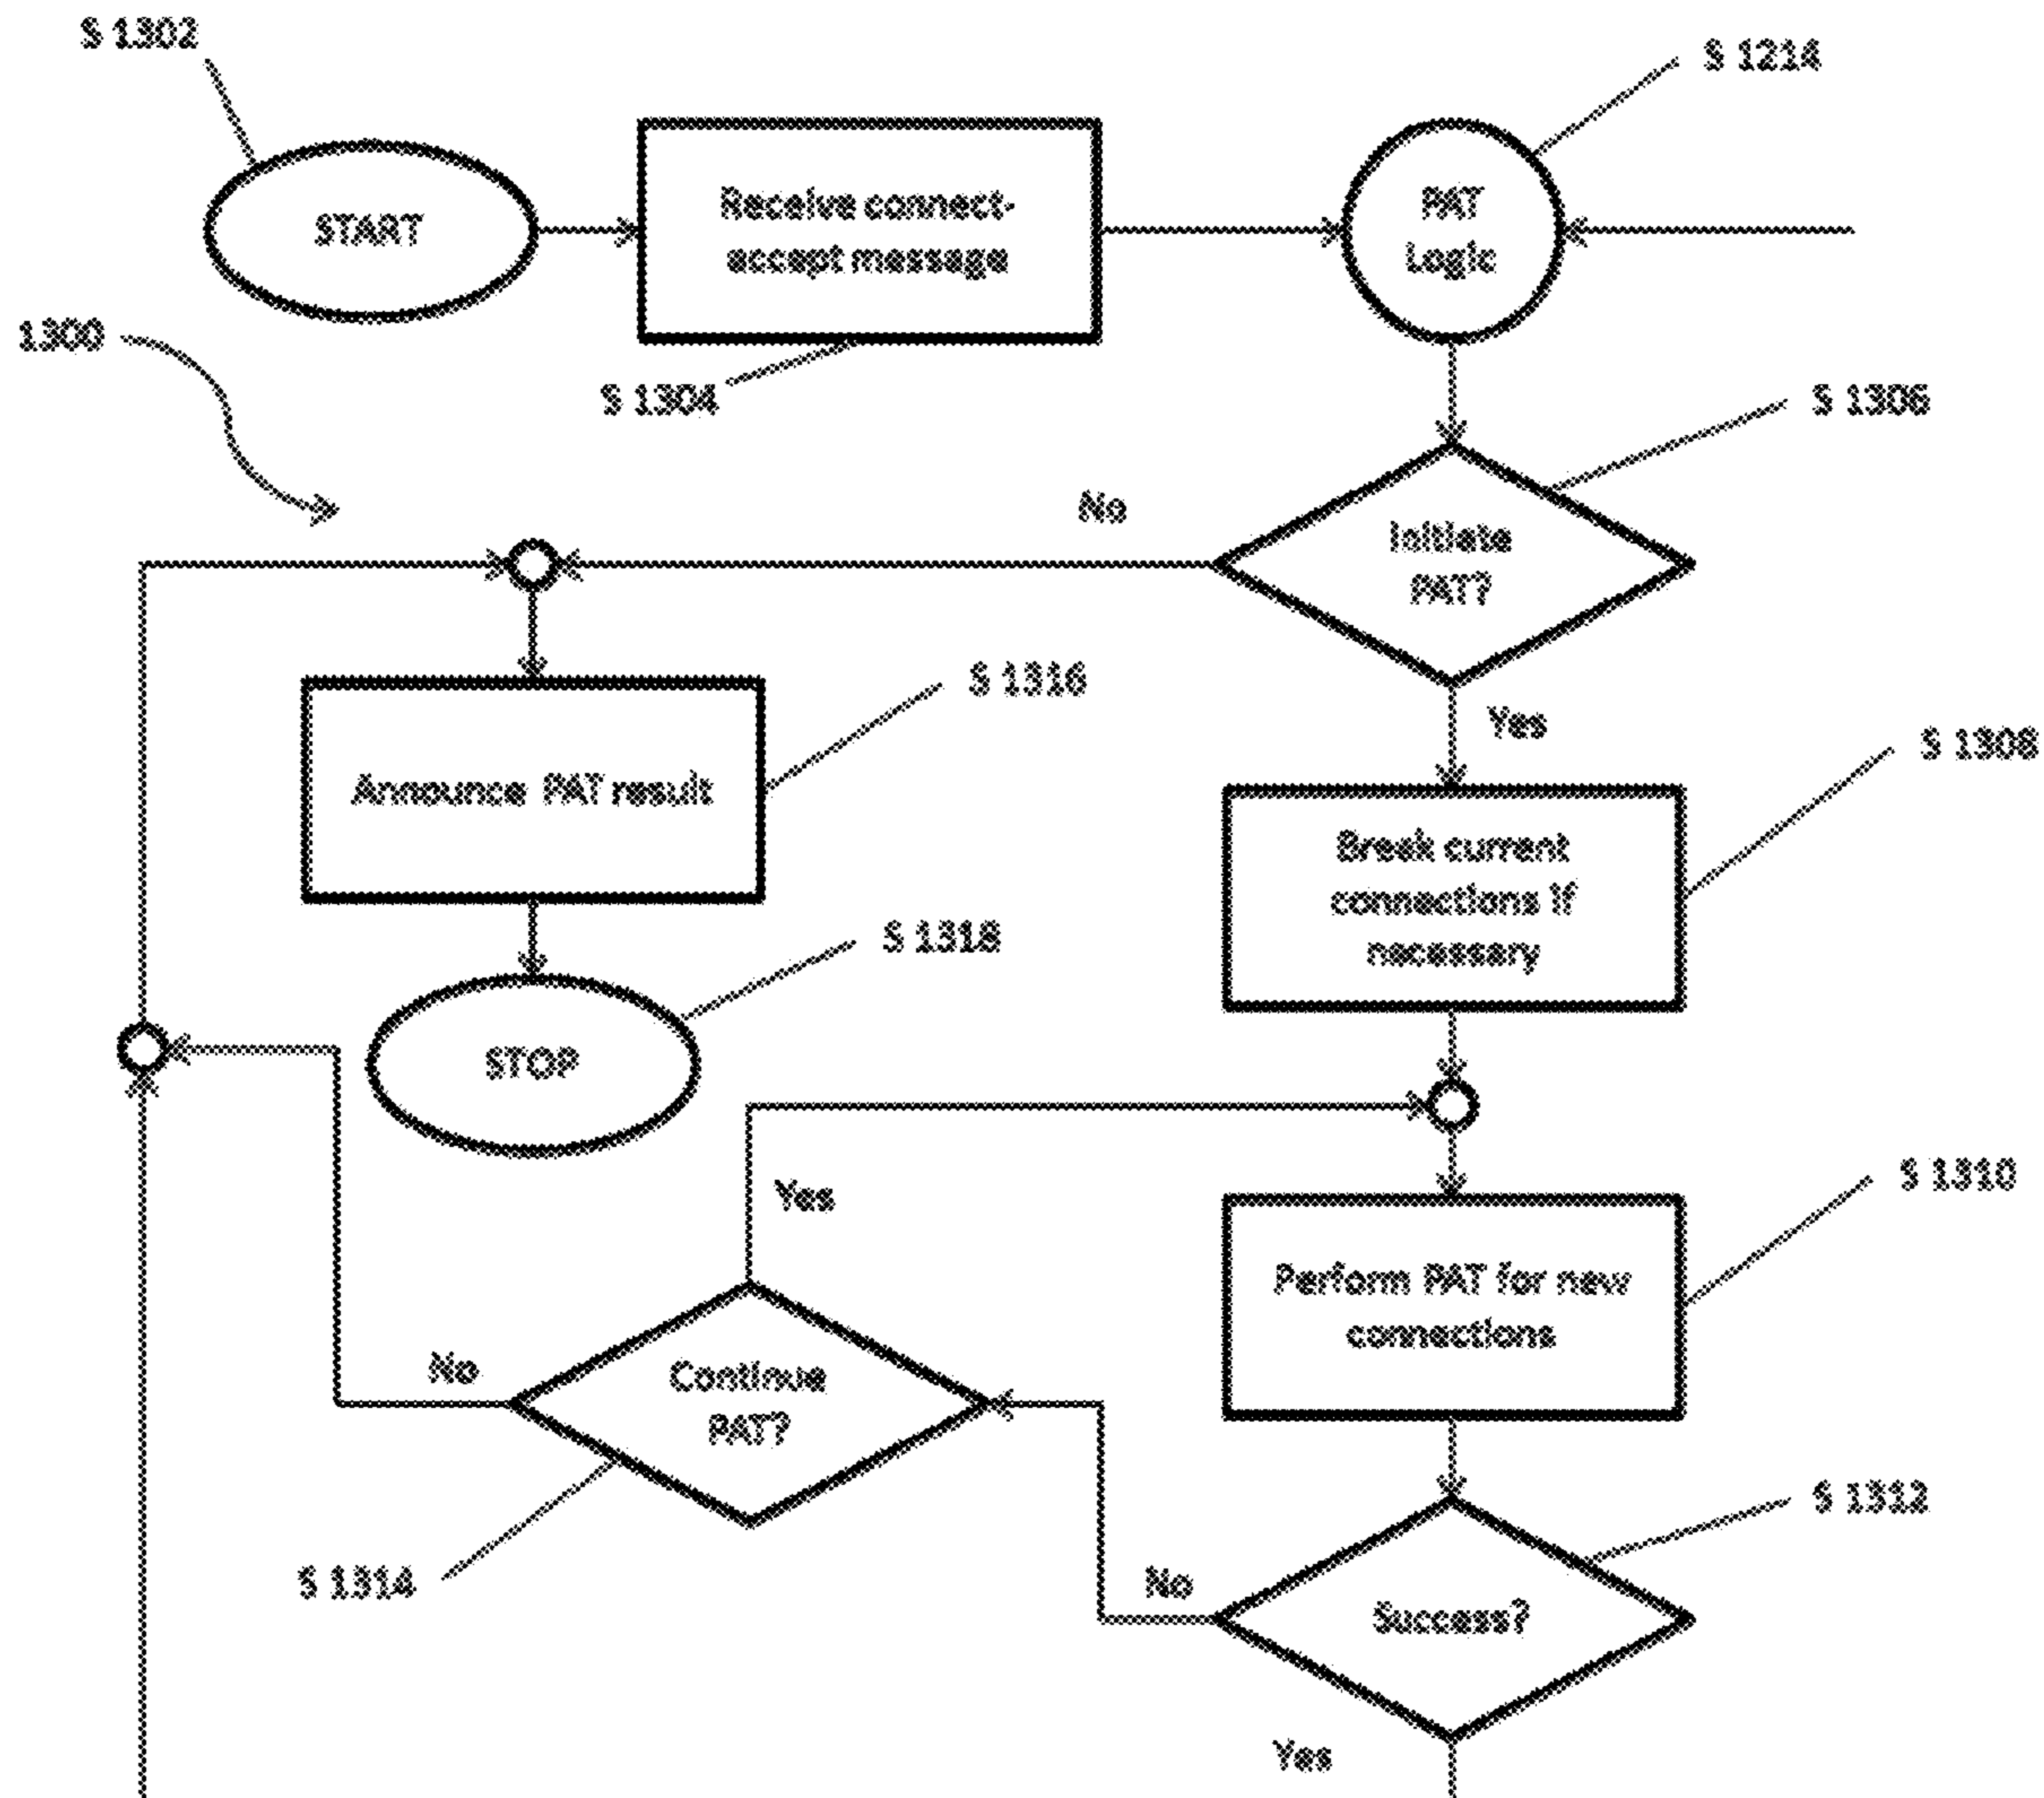 S 1302
S 1214
START
Receive connect-
accept message
PAT
Logic
1300
S 1304
S 1306
No
Initiate
PAT?
S 1316
Yes
S 1308
Announce PAT result
Break current
connections if
necessary
S 1318
STOP
Yes
S 1310
Perform PAT for new
connections
No
Continue
PAT?
S 1312
S 1314
No
Success?
Yes